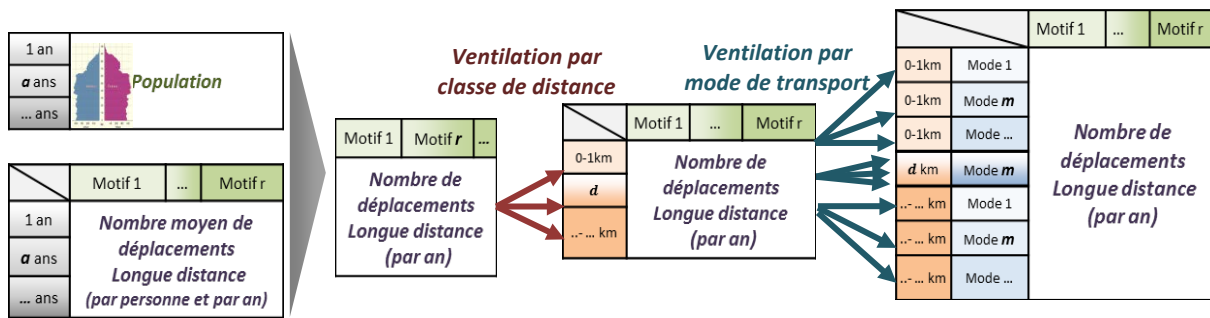 1 an
a ans
... ans
Population
Motif 1 ... Motif r
1 an
a ans
... ans
Nombre moyen de
déplacements
Longue distance
(par personne et par an)
Motif 1 Motif r ...
Nombre de
déplacements
Longue distance
(par an)
Ventilation par
classe de distance
Motif 1 ... Motif r
0-1km
d
..- ... km
Nombre de
déplacements
Longue distance
(par an)
Ventilation par
mode de transport
Motif 1 ... Motif r
0-1km Mode 1
0-1km Mode m
0-1km Mode ...
d km Mode m
..- ... km Mode 1
..- ... km Mode m
..- ... km Mode ...
Nombre de
déplacements
Longue distance
(par an)